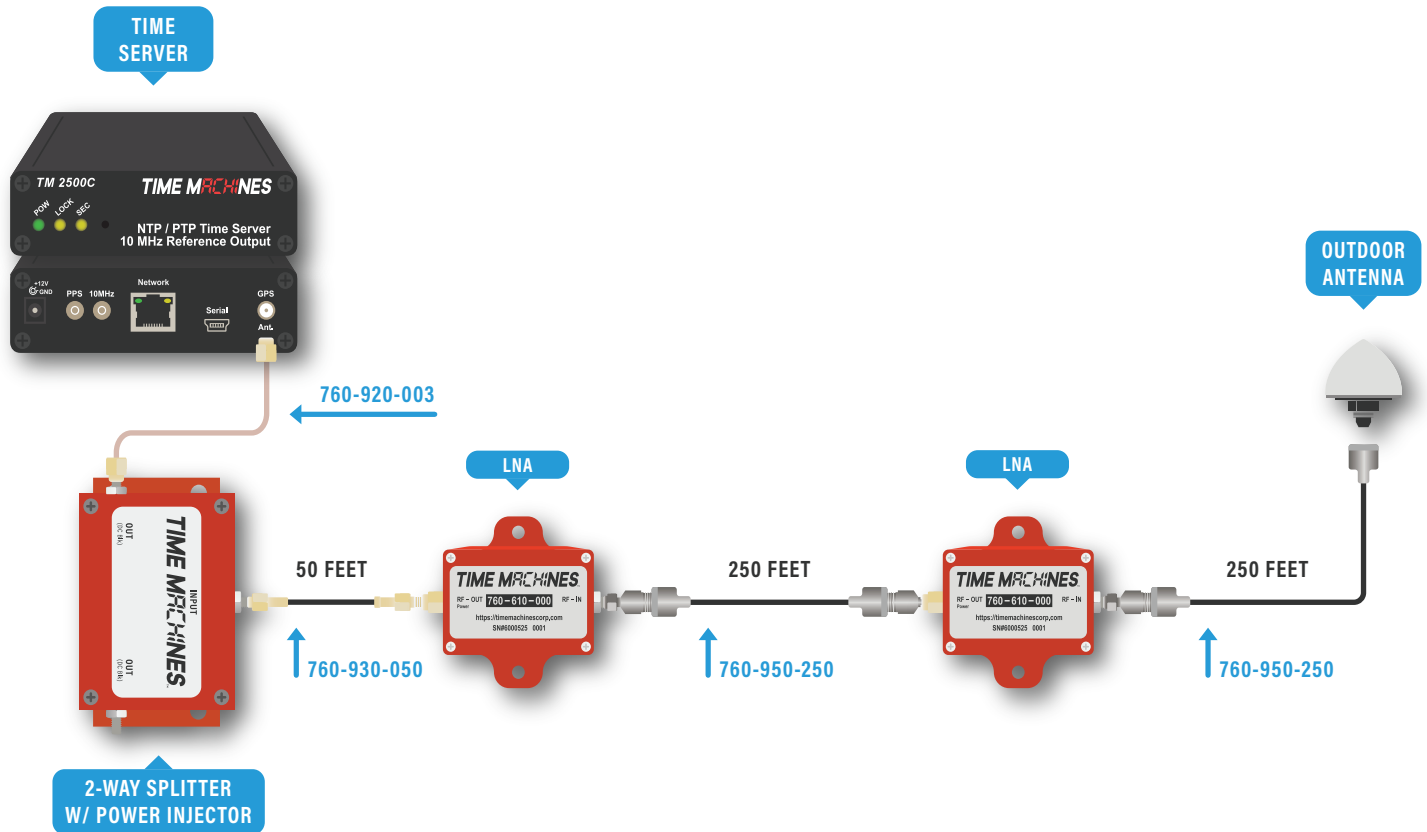 TIME
SERVER
TM 2500C
TIME MACHINES
POW
LOCK
SEC
NTP / PTP Time Server
10 MHz Reference Output
+12V
GND
PPS
10MHz
Network
Serial
GPS
Ant.
OUTDOOR
ANTENNA
760-920-003
LNA
LNA
OUT
(DC Blk)
INPUT
TIME MACHINES
OUT
(DC Blk)
50 FEET
TIME MACHINES
RF - OUT 760-610-000 RF - IN
Power
https://timemachinescorp,com
SN#6000525 0001
250 FEET
TIME MACHINES
RF - OUT 760-610-000 RF - IN
Power
https://timemachinescorp,com
SN#6000525 0001
250 FEET
760-930-050
760-950-250
760-950-250
2-WAY SPLITTER
W/ POWER INJECTOR